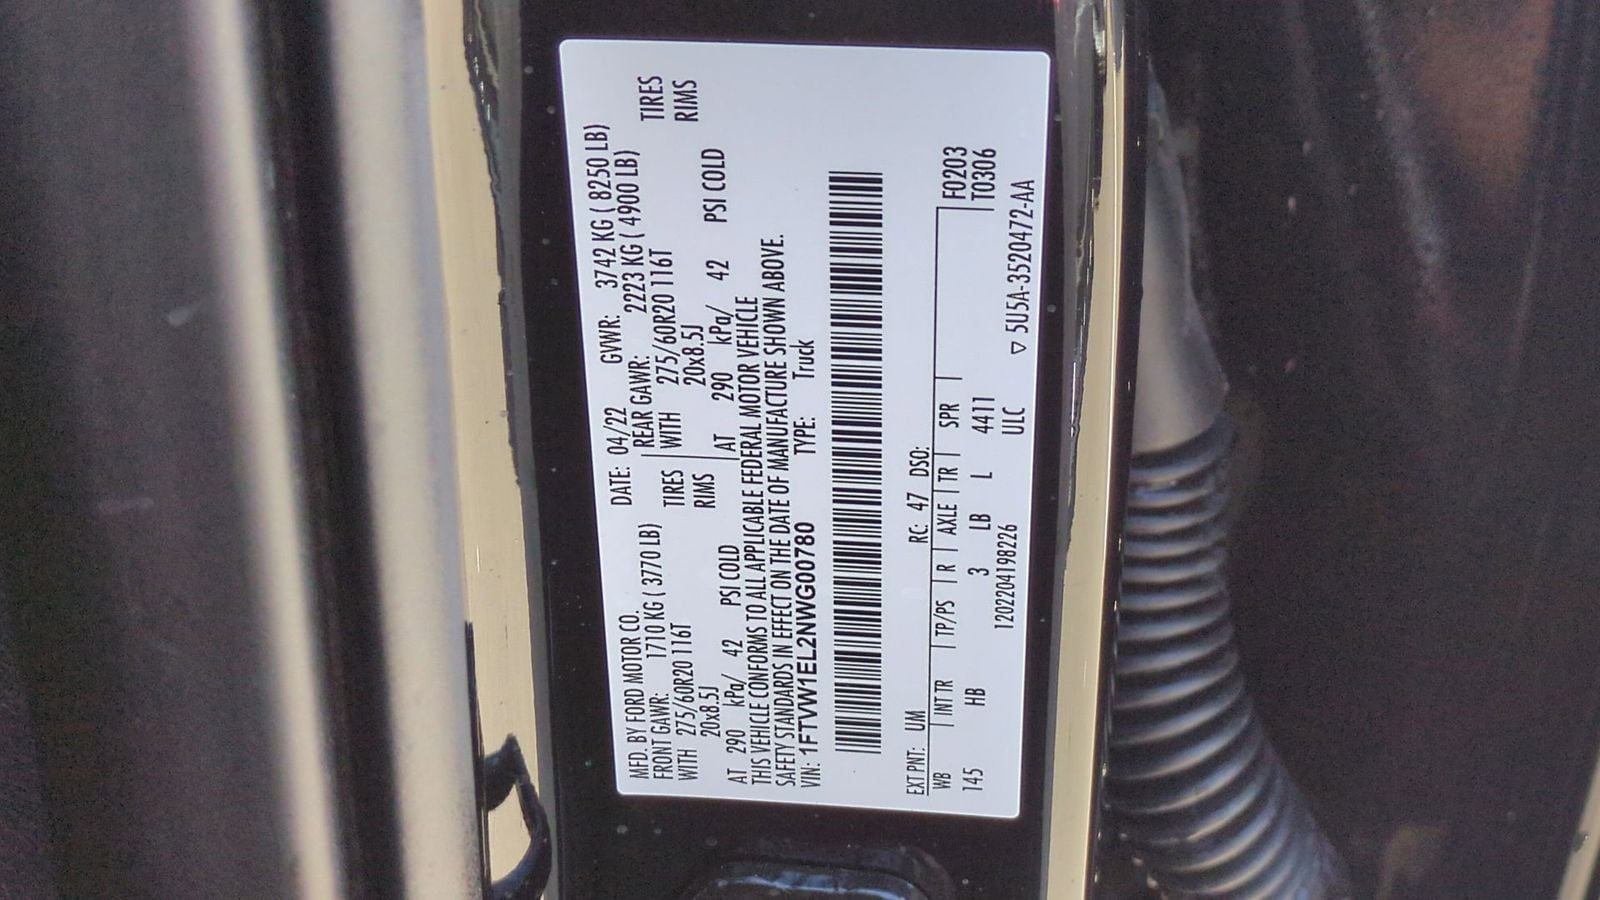 MFD. BY FORD MOTOR CO.
DATE: 04/22 GVWR: 3742 KG ( 8250 LB)
FRONT GAWR: 1710 KG ( 3770 LB) REAR GAWR: 2223 KG ( 4900 LB)
WITH 275/60R20 116T TIRES WITH 275/60R20 116T TIRES
20x8.5J RIMS 20x8.5J RIMS
AT 290 kPa/ 42 PSI COLD AT 290 kPa/ 42 PSI COLD
THIS VEHICLE CONFORMS TO ALL APPLICABLE FEDERAL MOTOR VEHICLE
SAFETY STANDARDS IN EFFECT ON THE DATE OF MANUFACTURE SHOWN ABOVE.
VIN: 1FTVW1EL2NWG00780 TYPE: Truck
EXT PNT: UM RC: 47 DSO:
WB INT TR TP/PS R AXLE TR SPR F0203
145 HB 3 LB L 4411 T0306
1202204198226 ULC ▽ 5U5A-3520472-AA